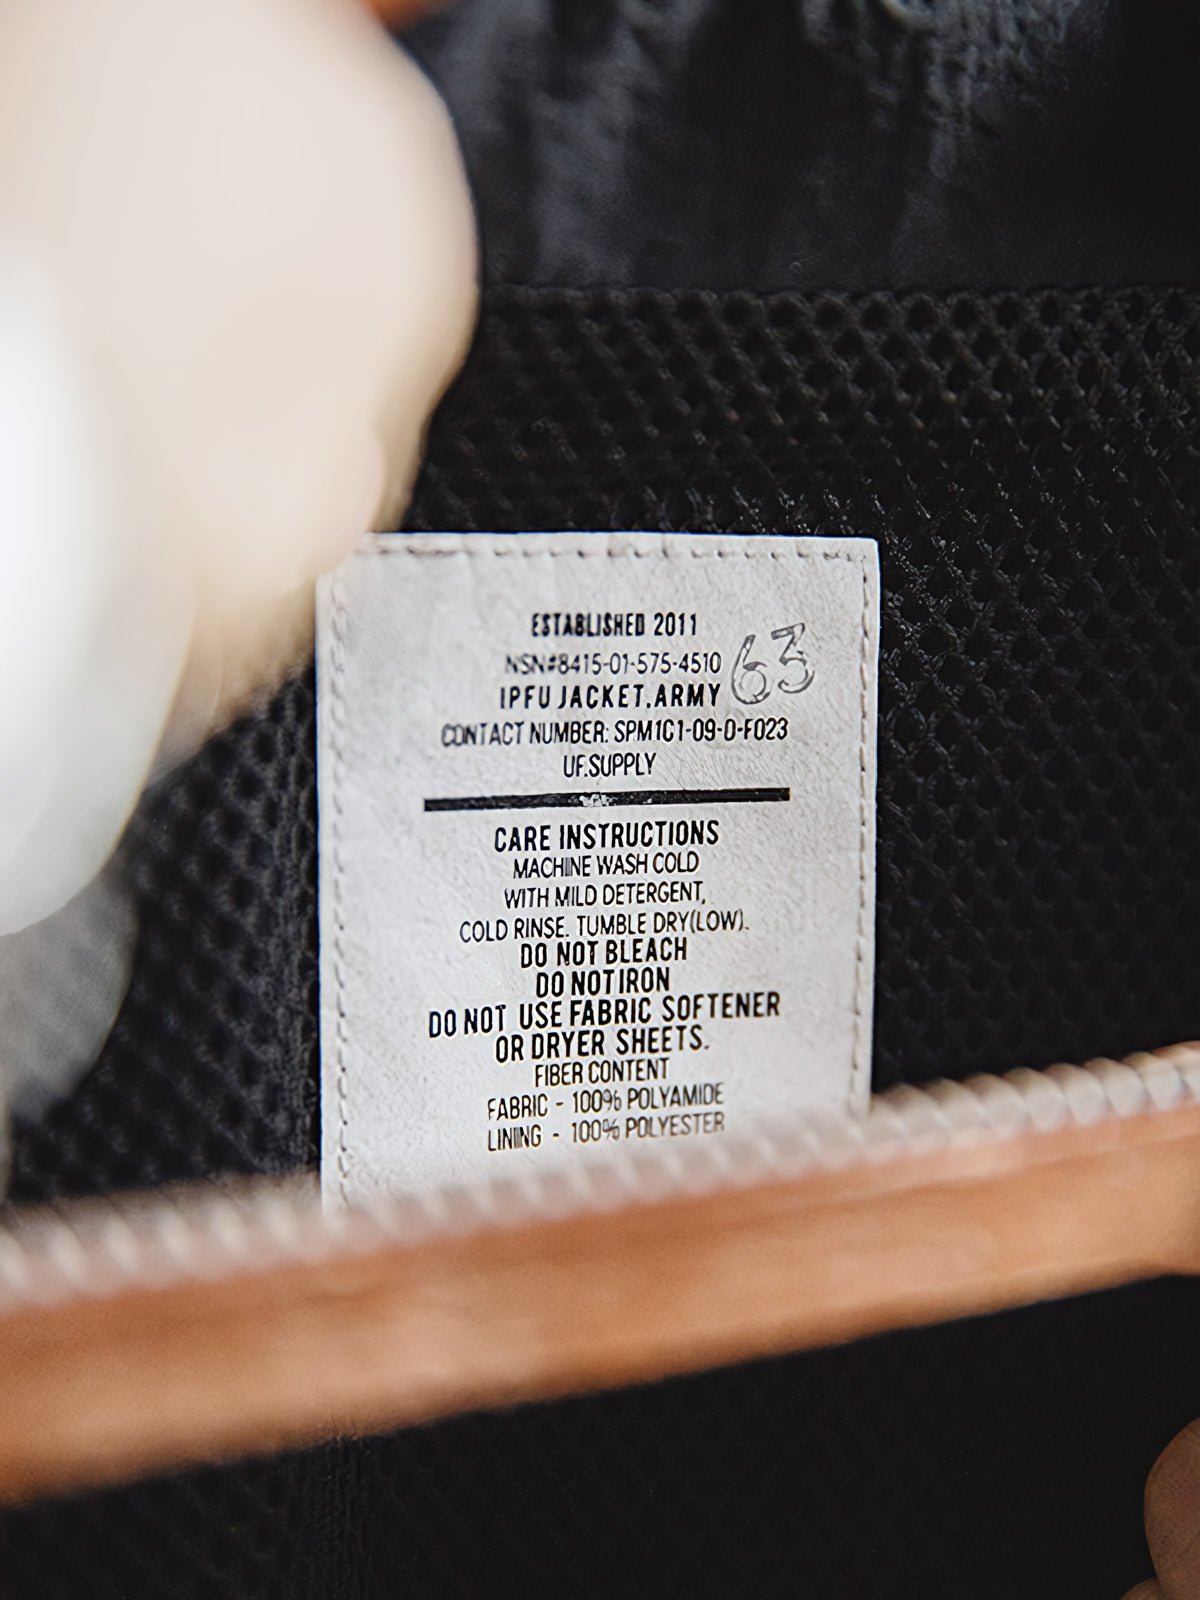 ESTABLISHED 2011
NSN#8415-01-575-4510
63
IPFU JACKET.ARMY
CONTACT NUMBER: SPM1C1-09-D-F023
UF.SUPPLY
CARE INSTRUCTIONS
MACHINE WASH COLD
WITH MILD DETERGENT,
COLD RINSE. TUMBLE DRY(LOW).
DO NOT BLEACH
DO NOT IRON
DO NOT USE FABRIC SOFTENER
OR DRYER SHEETS.
FIBER CONTENT
FABRIC - 100% POLYAMIDE
LINING - 100% POLYESTER